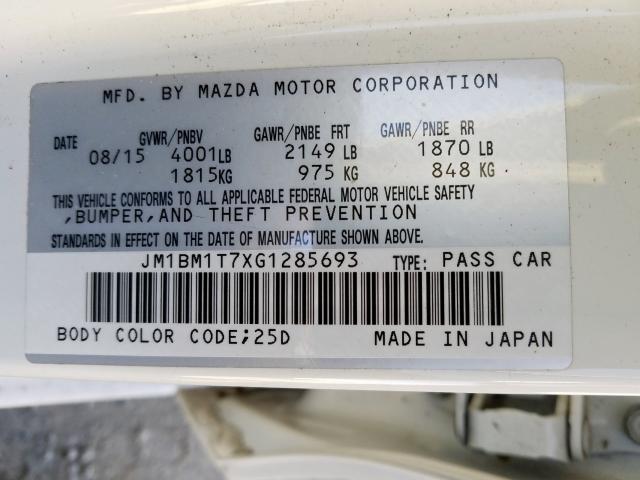 MFD. BY MAZDA MOTOR CORPORATION
DATE GVWR/PNBV GAWR/PNBE FRT GAWR/PNBE RR
08/15 4001LB 2149 LB 1870 LB
1815KG 975 KG 848 KG
THIS VEHICLE CONFORMS TO ALL APPLICABLE FEDERAL MOTOR VEHICLE SAFETY
,BUMPER,AND THEFT PREVENTION
STANDARDS IN EFFECT ON THE DATE OF MANUFACTURE SHOWN ABOVE.
JM1BM1T7XG1285693 TYPE: PASS CAR
BODY COLOR CODE;25D MADE IN JAPAN